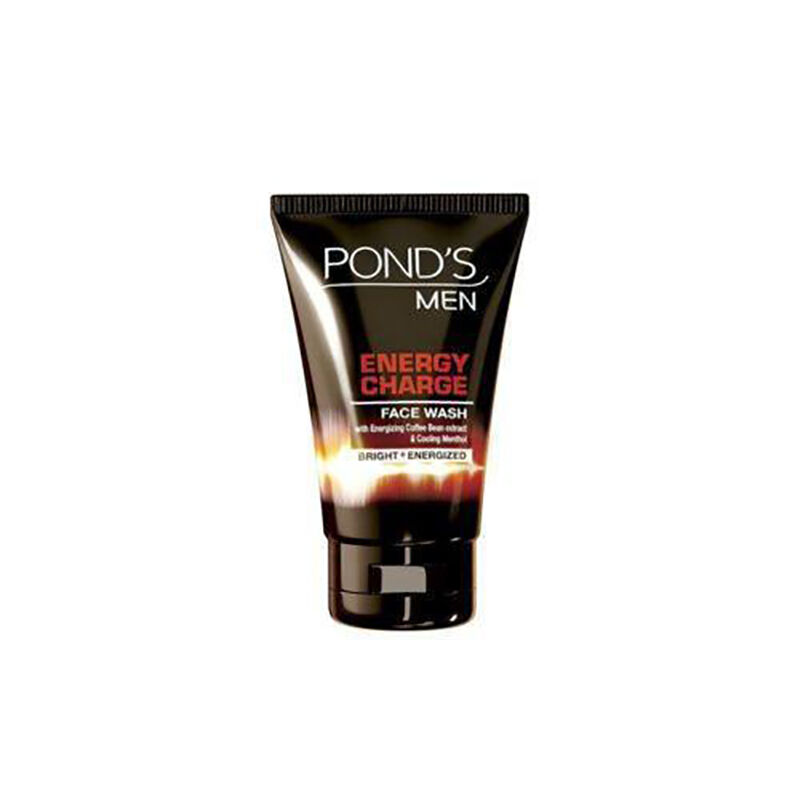 POND'S
MEN
ENERGY
CHARGE
FACE WASH
with Energizing Coffee Bean extract
& Cooling Menthol
BRIGHT + ENERGIZED